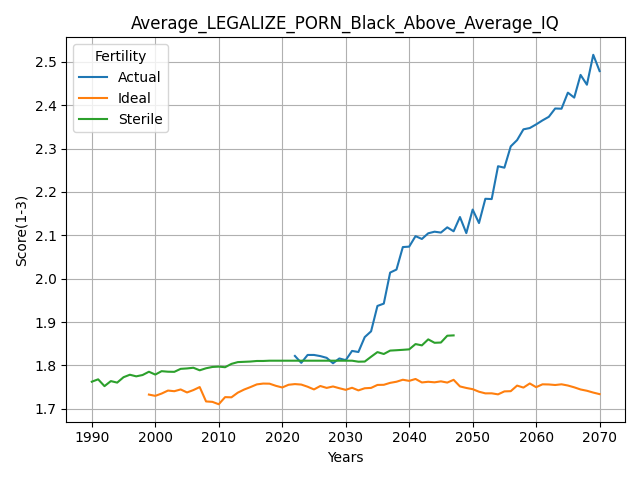 Average_LEGALIZE_PORN_Black_Above_Average_IQ
Fertility
Actual
Ideal
Sterile
Score(1-3)
2.5
2.4
2.3
2.2
2.1
2.0
1.9
1.8
1.7
1990 2000 2010 2020 2030 2040 2050 2060 2070
Years